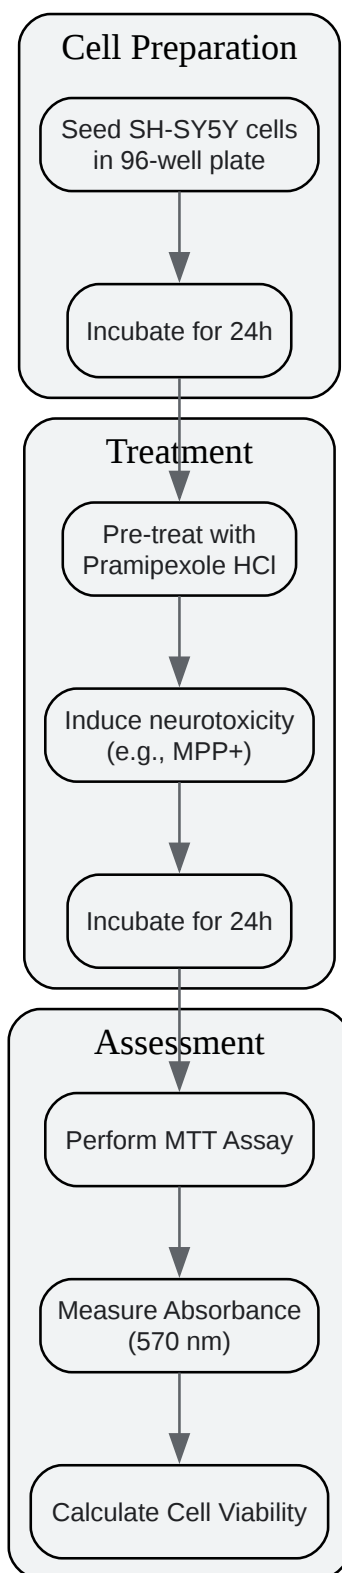 Cell Preparation
Seed SH-SY5Y cells
in 96-well plate
Incubate for 24h
Treatment
Pre-treat with
Pramipexole HCl
Induce neurotoxicity
(e.g., MPP+)
Incubate for 24h
Assessment
Perform MTT Assay
Measure Absorbance
(570 nm)
Calculate Cell Viability